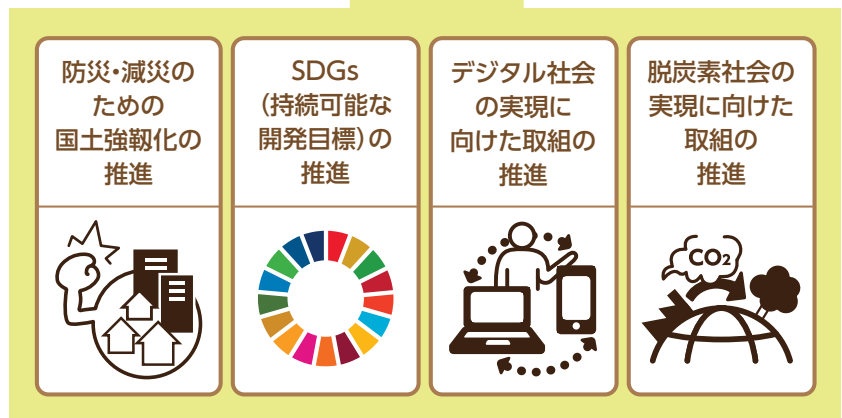 防災・減災の
ための
国土強靱化の
推進
SDGs
（持続可能な
開発目標）の
推進
デジタル社会
の実現に
向けた取組の
推進
脱炭素社会の
実現に向けた
取組の
推進
CO₂